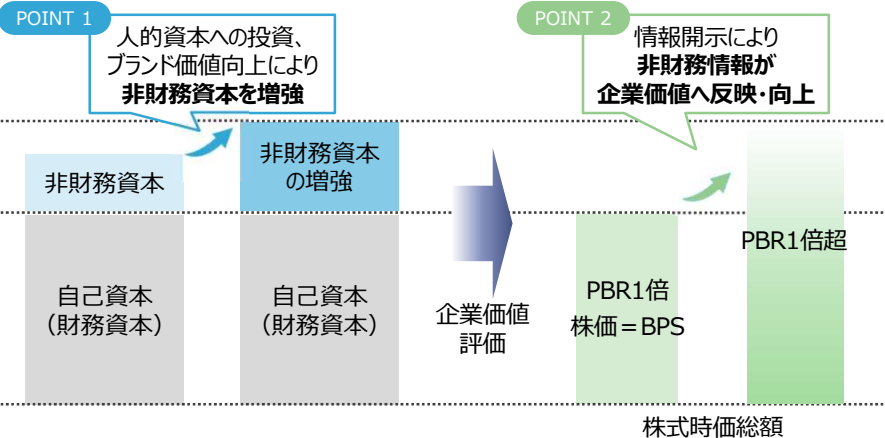 POINT 1
人的資本への投資、
ブランド価値向上により
非財務資本を増強
POINT 2
情報開示により
非財務情報が
企業価値へ反映・向上
非財務資本
非財務資本
の増強
自己資本
（財務資本）
自己資本
（財務資本）
企業価値
評価
PBR1倍
株価＝BPS
PBR1倍超
株式時価総額